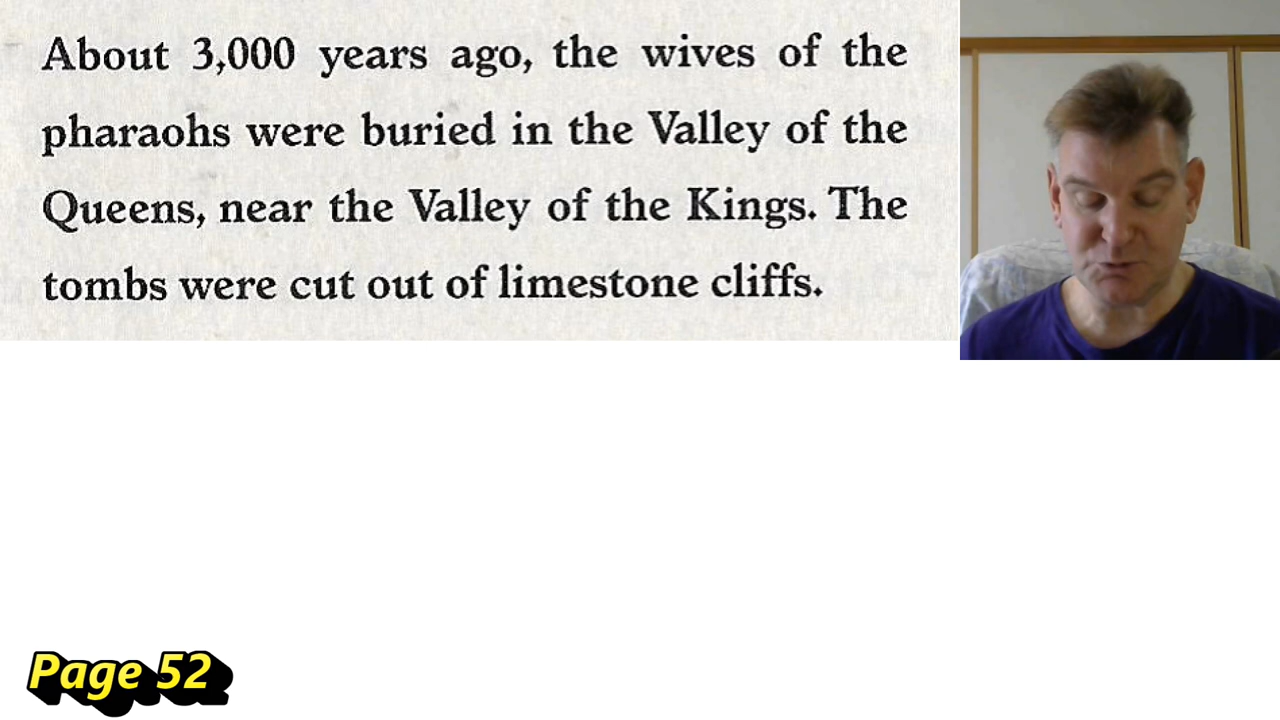 About 3,000 years ago, the wives of the
pharaohs were buried in the Valley of the
Queens, near the Valley of the Kings. The
tombs were cut out of limestone cliffs.
Page 52